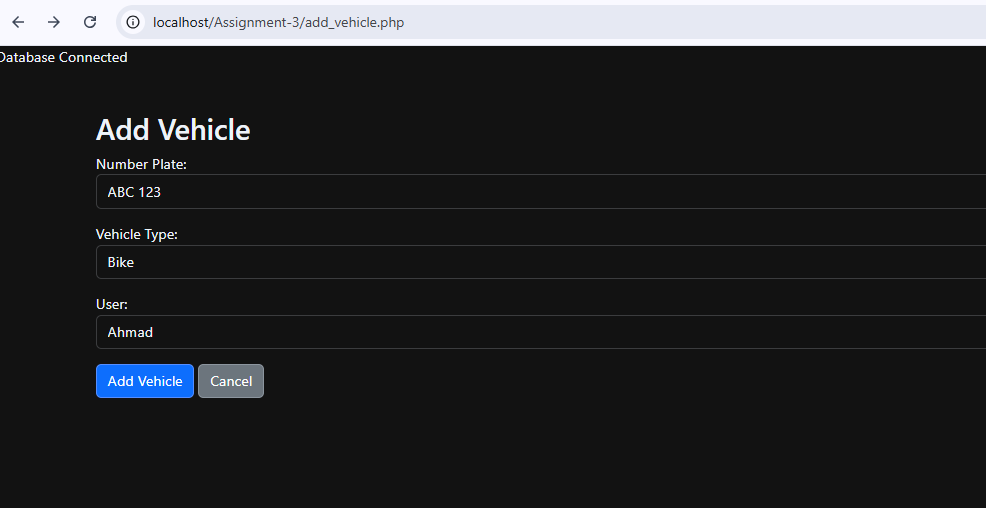 localhost/Assignment-3/add_vehicle.php
Database Connected
Add Vehicle
Number Plate:
ABC 123
Vehicle Type:
Bike
User:
Ahmad
Add Vehicle Cancel